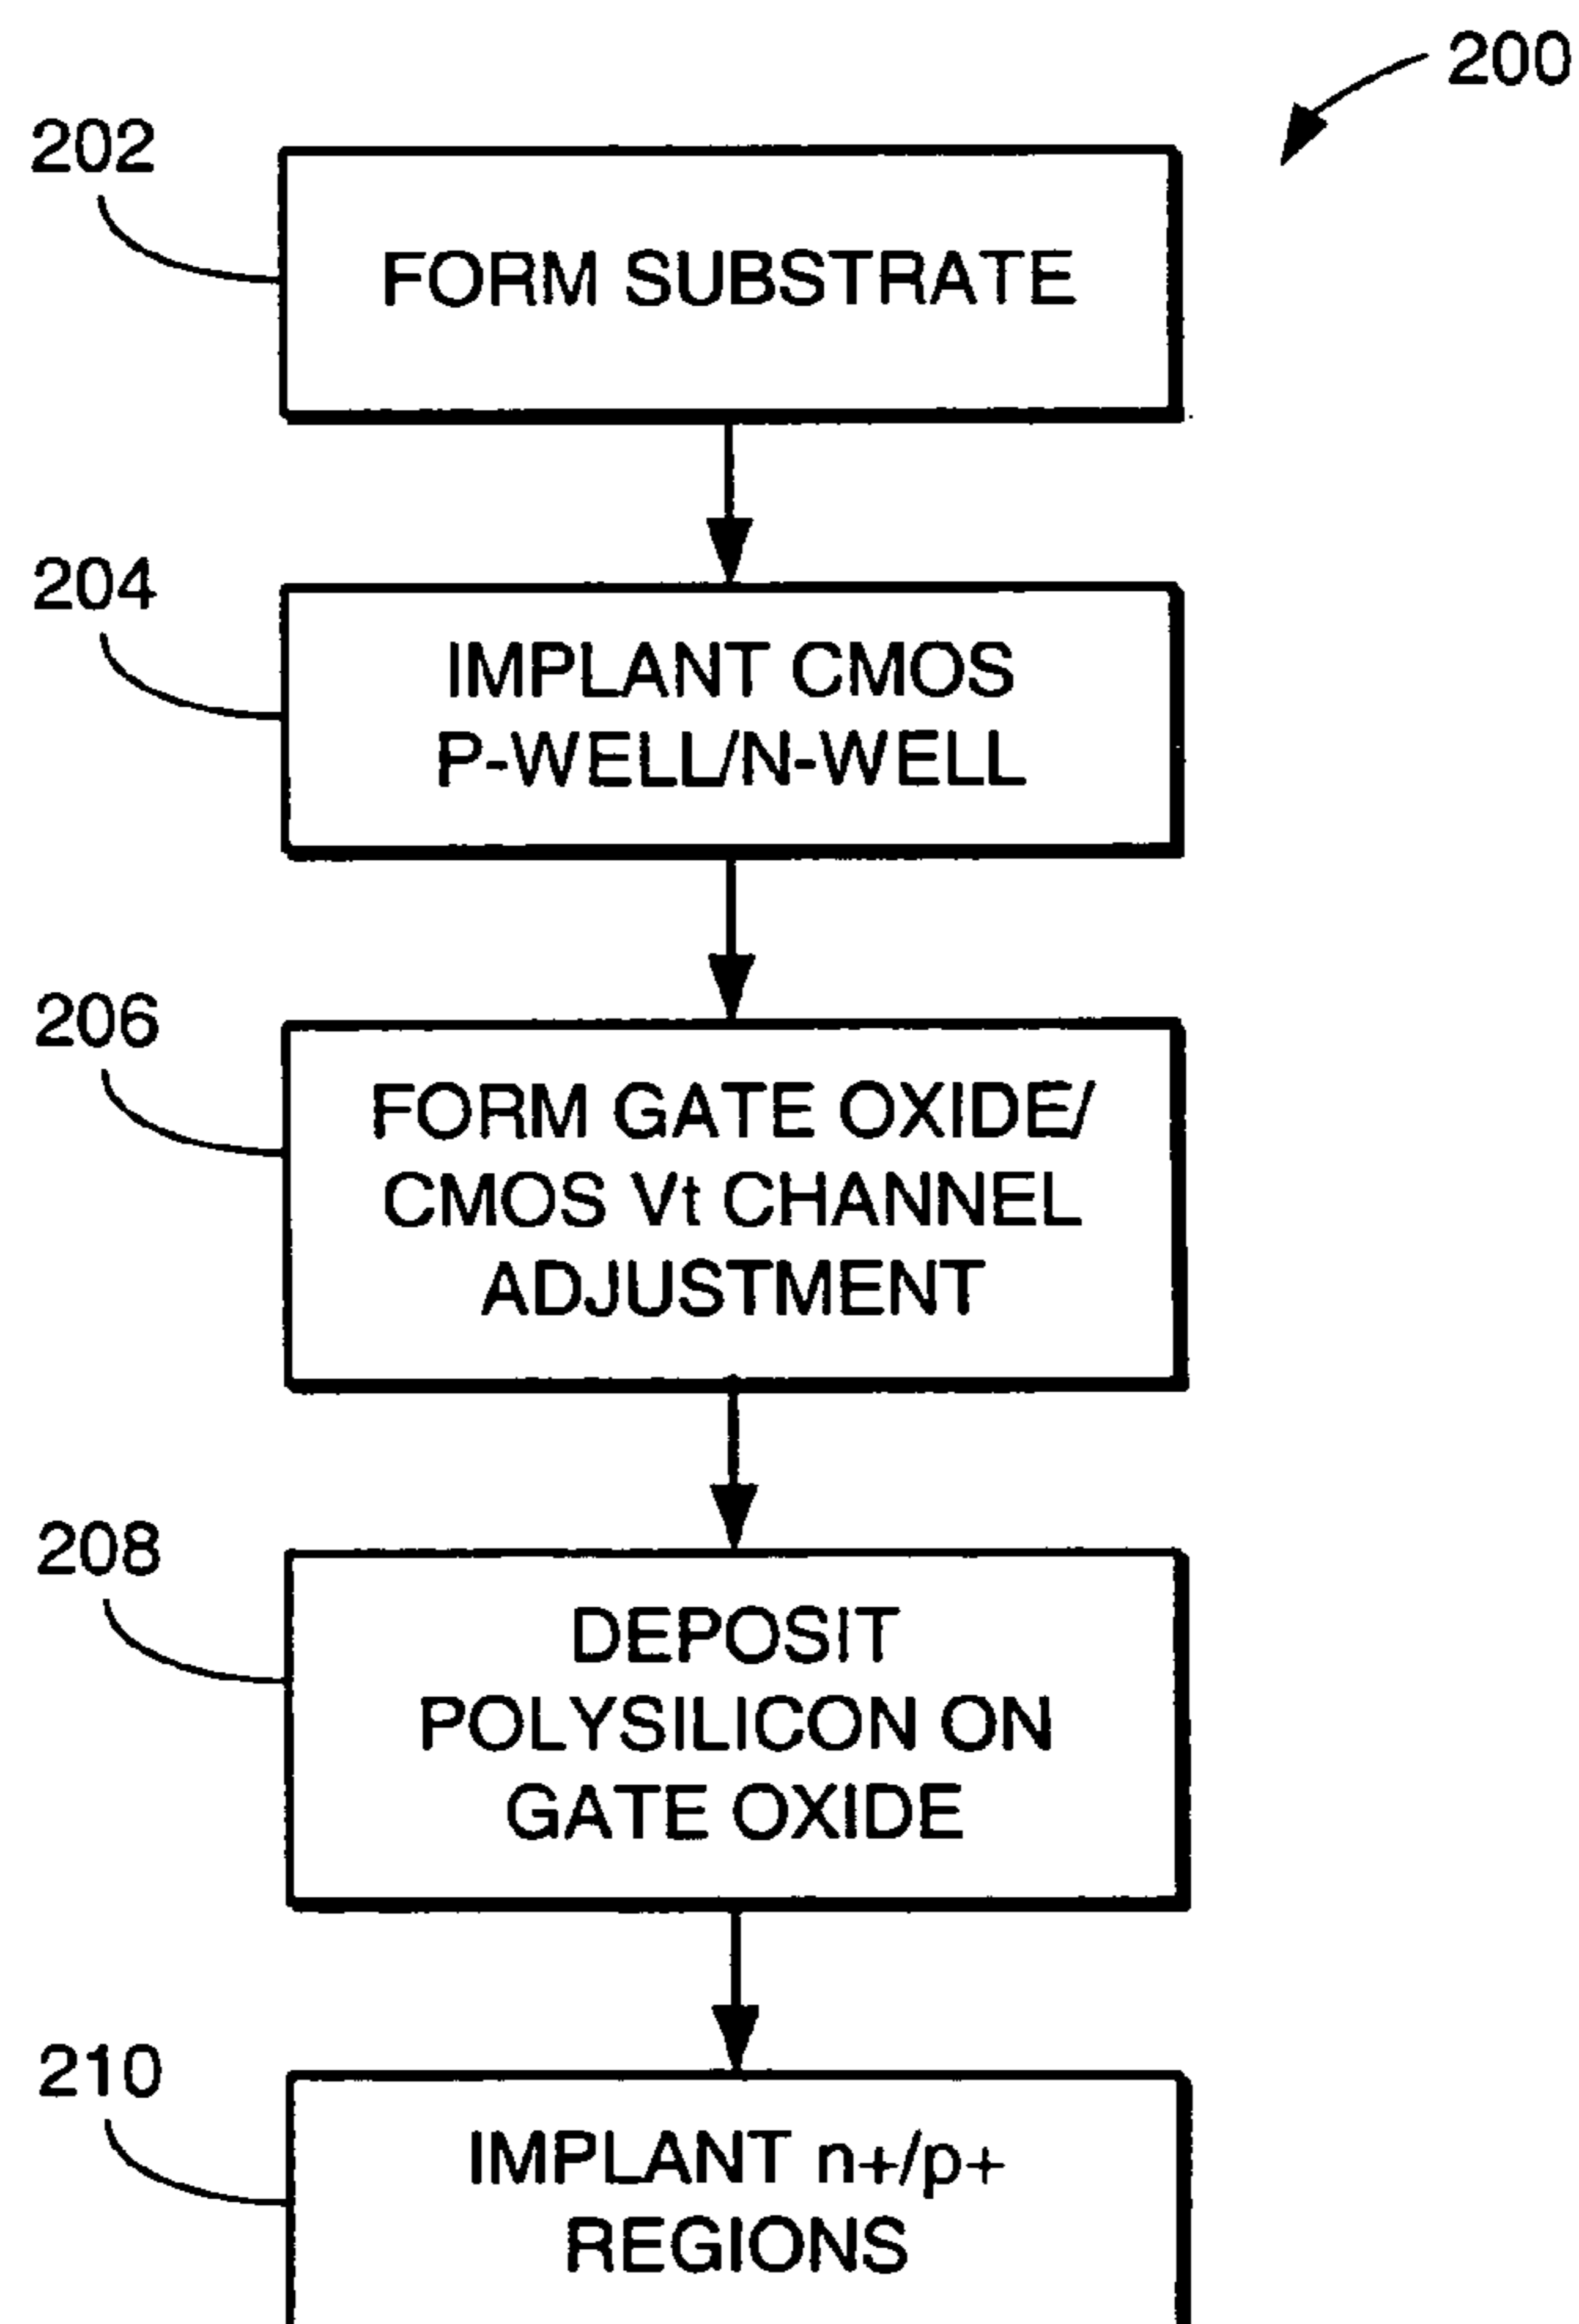 200
202
FORM SUBSTRATE
204
IMPLANT CMOS
P-WELL/N-WELL
206
FORM GATE OXIDE/
CMOS Vt CHANNEL
ADJUSTMENT
208
DEPOSIT
POLYSILICON ON
GATE OXIDE
210
IMPLANT n+/p+
REGIONS